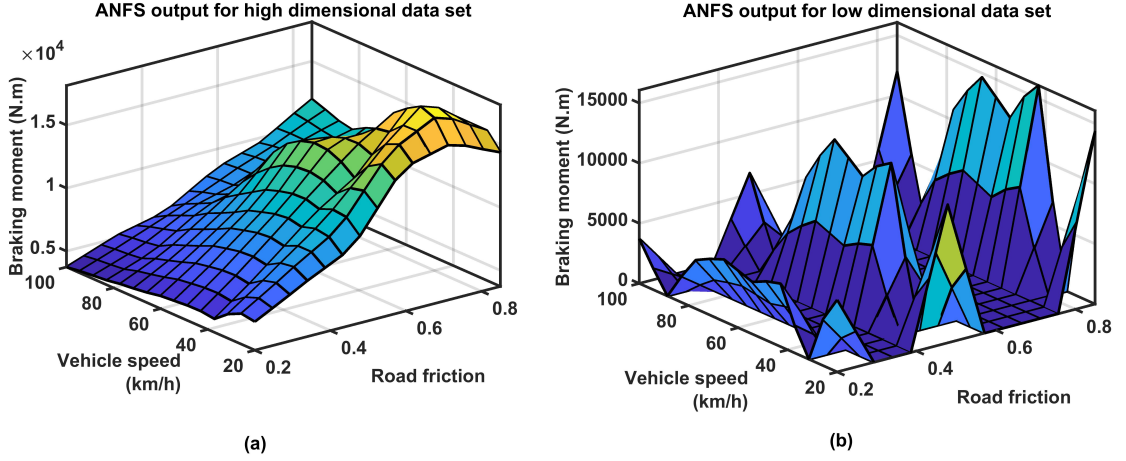 ANFS output for high dimensional data set
×10⁴
1.5
1
0.5
Braking moment (N.m)
100
80
60
40
20
Vehicle speed
(km/h)
0.2
0.4
0.6
0.8
Road friction
(a)
ANFS output for low dimensional data set
15000
10000
5000
0
Braking moment (N.m)
100
80
60
40
20
Vehicle speed
(km/h)
0.2
0.4
0.6
0.8
Road friction
(b)